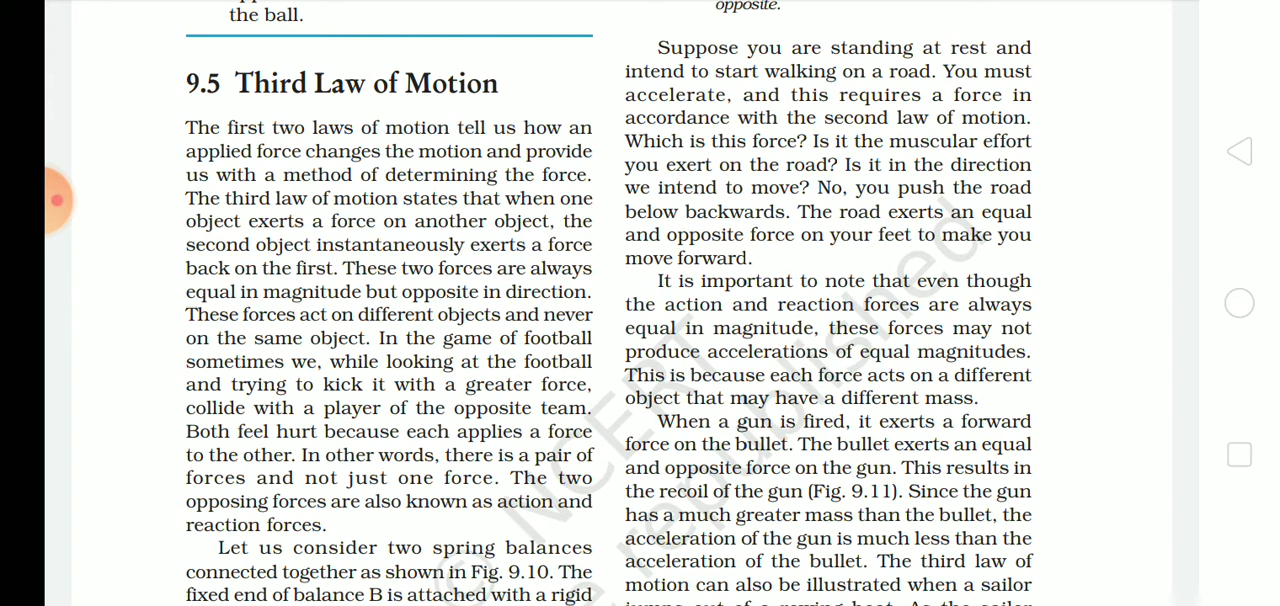 the ball.
9.5 Third Law of Motion
The first two laws of motion tell us how an
applied force changes the motion and provide
us with a method of determining the force.
The third law of motion states that when one
object exerts a force on another object, the
second object instantaneously exerts a force
back on the first. These two forces are always
equal in magnitude but opposite in direction.
These forces act on different objects and never
on the same object. In the game of football
sometimes we, while looking at the football
and trying to kick it with a greater force,
collide with a player of the opposite team.
Both feel hurt because each applies a force
to the other. In other words, there is a pair of
forces and not just one force. The two
opposing forces are also known as action and
reaction forces.
Let us consider two spring balances
connected together as shown in Fig. 9.10. The
fixed end of balance B is attached with a rigid
opposite.
Suppose you are standing at rest and
intend to start walking on a road. You must
accelerate, and this requires a force in
accordance with the second law of motion.
Which is this force? Is it the muscular effort
you exert on the road? Is it in the direction
we intend to move? No, you push the road
below backwards. The road exerts an equal
and opposite force on your feet to make you
move forward.
It is important to note that even though
the action and reaction forces are always
equal in magnitude, these forces may not
produce accelerations of equal magnitudes.
This is because each force acts on a different
object that may have a different mass.
When a gun is fired, it exerts a forward
force on the bullet. The bullet exerts an equal
and opposite force on the gun. This results in
the recoil of the gun (Fig. 9.11). Since the gun
has a much greater mass than the bullet, the
acceleration of the gun is much less than the
acceleration of the bullet. The third law of
motion can also be illustrated when a sailor
© NCERT
republished